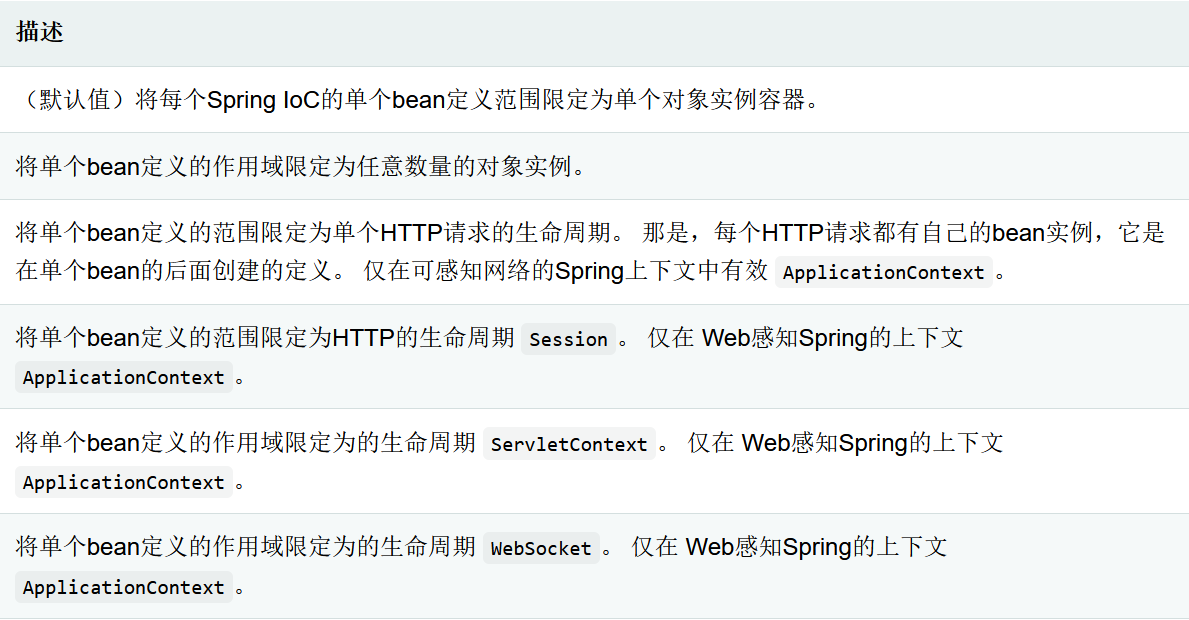 描述
（默认值）将每个Spring IoC的单个bean定义范围限定为单个对象实例容器。
将单个bean定义的作用域限定为任意数量的对象实例。
将单个bean定义的范围限定为单个HTTP请求的生命周期。 那是，每个HTTP请求都有自己的bean实例，它是
在单个bean的后面创建的定义。 仅在可感知网络的Spring上下文中有效 ApplicationContext 。
将单个bean定义的范围限定为HTTP的生命周期 Session 。 仅在 Web感知Spring的上下文
ApplicationContext 。
将单个bean定义的作用域限定为的生命周期 ServletContext 。 仅在 Web感知Spring的上下文
ApplicationContext 。
将单个bean定义的作用域限定为的生命周期 WebSocket 。 仅在 Web感知Spring的上下文
ApplicationContext 。